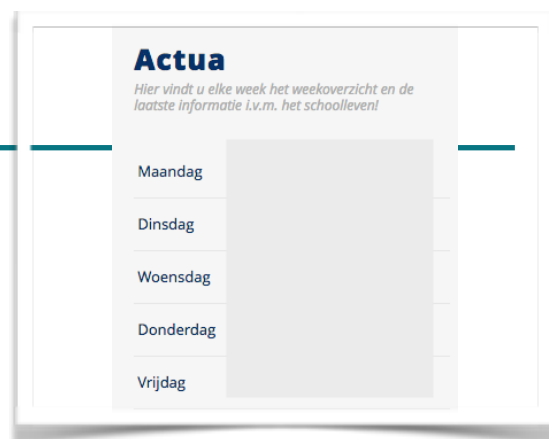 Actua
Hier vindt u elke week het weekoverzicht en de
laatste informatie i.v.m. het schoolleven!
Maandag
Dinsdag
Woensdag
Donderdag
Vrijdag